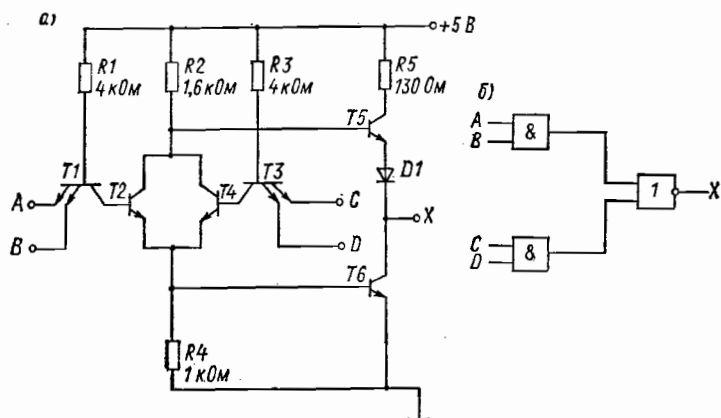 а)
+5 В
R1
4 кОм
R2
1,6 кОм
R3
4 кОм
R5
130 Ом
T5
б)
A
B
&
D1
1
X
T1
T2
T4
T3
A
C
X
B
D
C
D
&
T6
R4
1 кОм